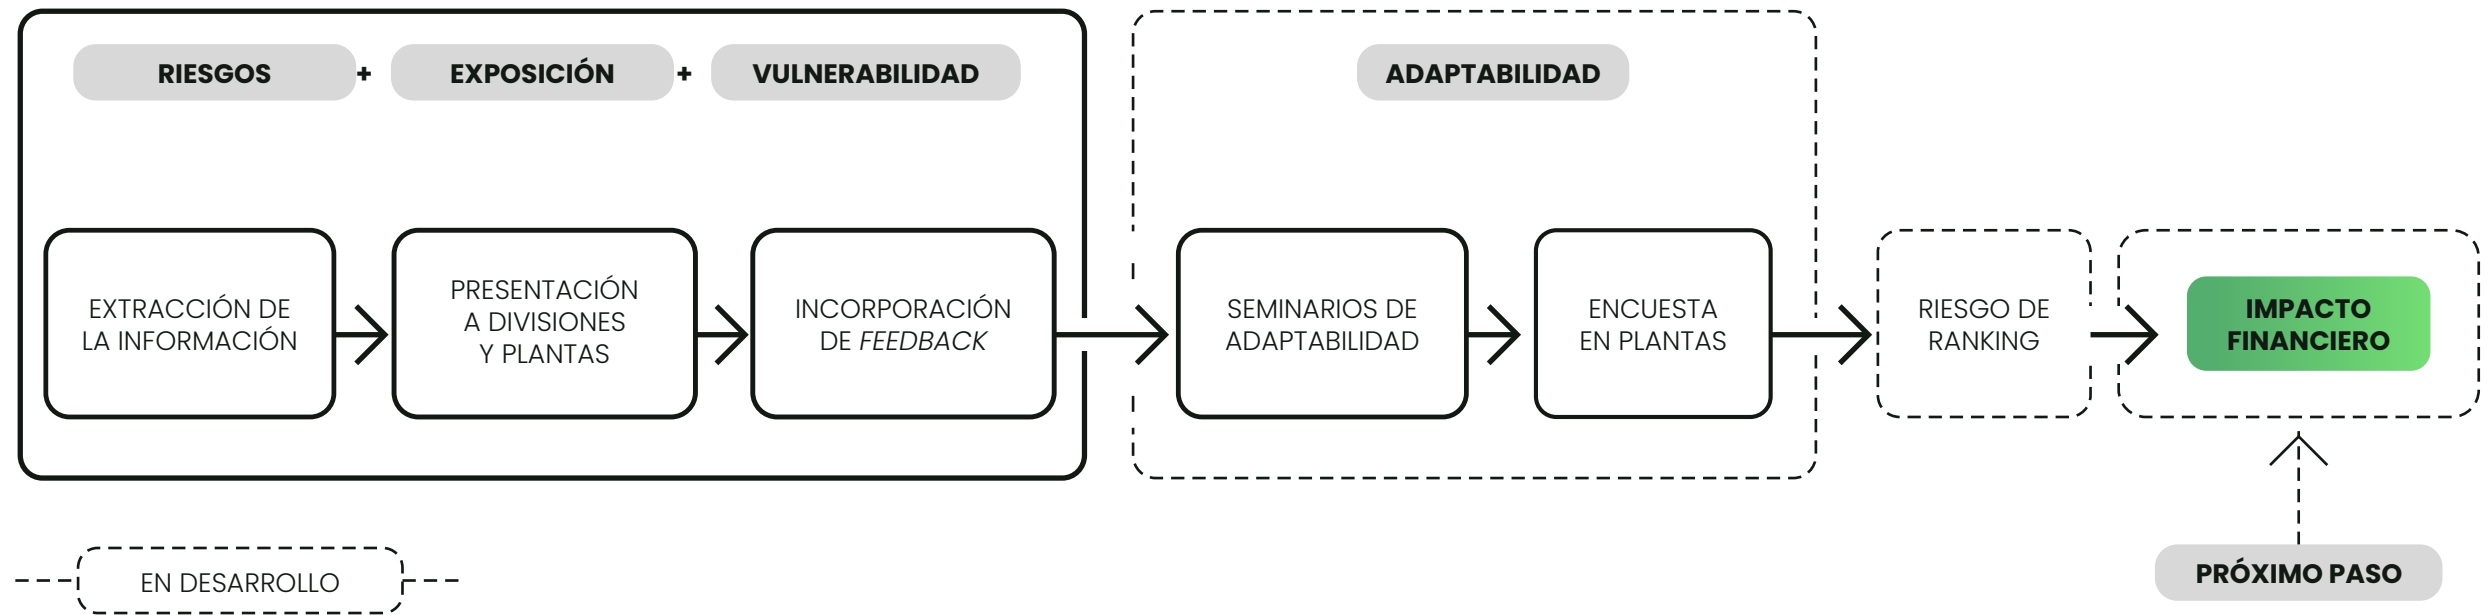 RIESGOS + EXPOSICIÓN + VULNERABILIDAD
ADAPTABILIDAD
EXTRACCIÓN DE
LA INFORMACIÓN
PRESENTACIÓN
A DIVISIONES
Y PLANTAS
INCORPORACIÓN
DE FEEDBACK
SEMINARIOS DE
ADAPTABILIDAD
ENCUESTA
EN PLANTAS
RIESGO DE
RANKING
IMPACTO
FINANCIERO
EN DESARROLLO
PRÓXIMO PASO